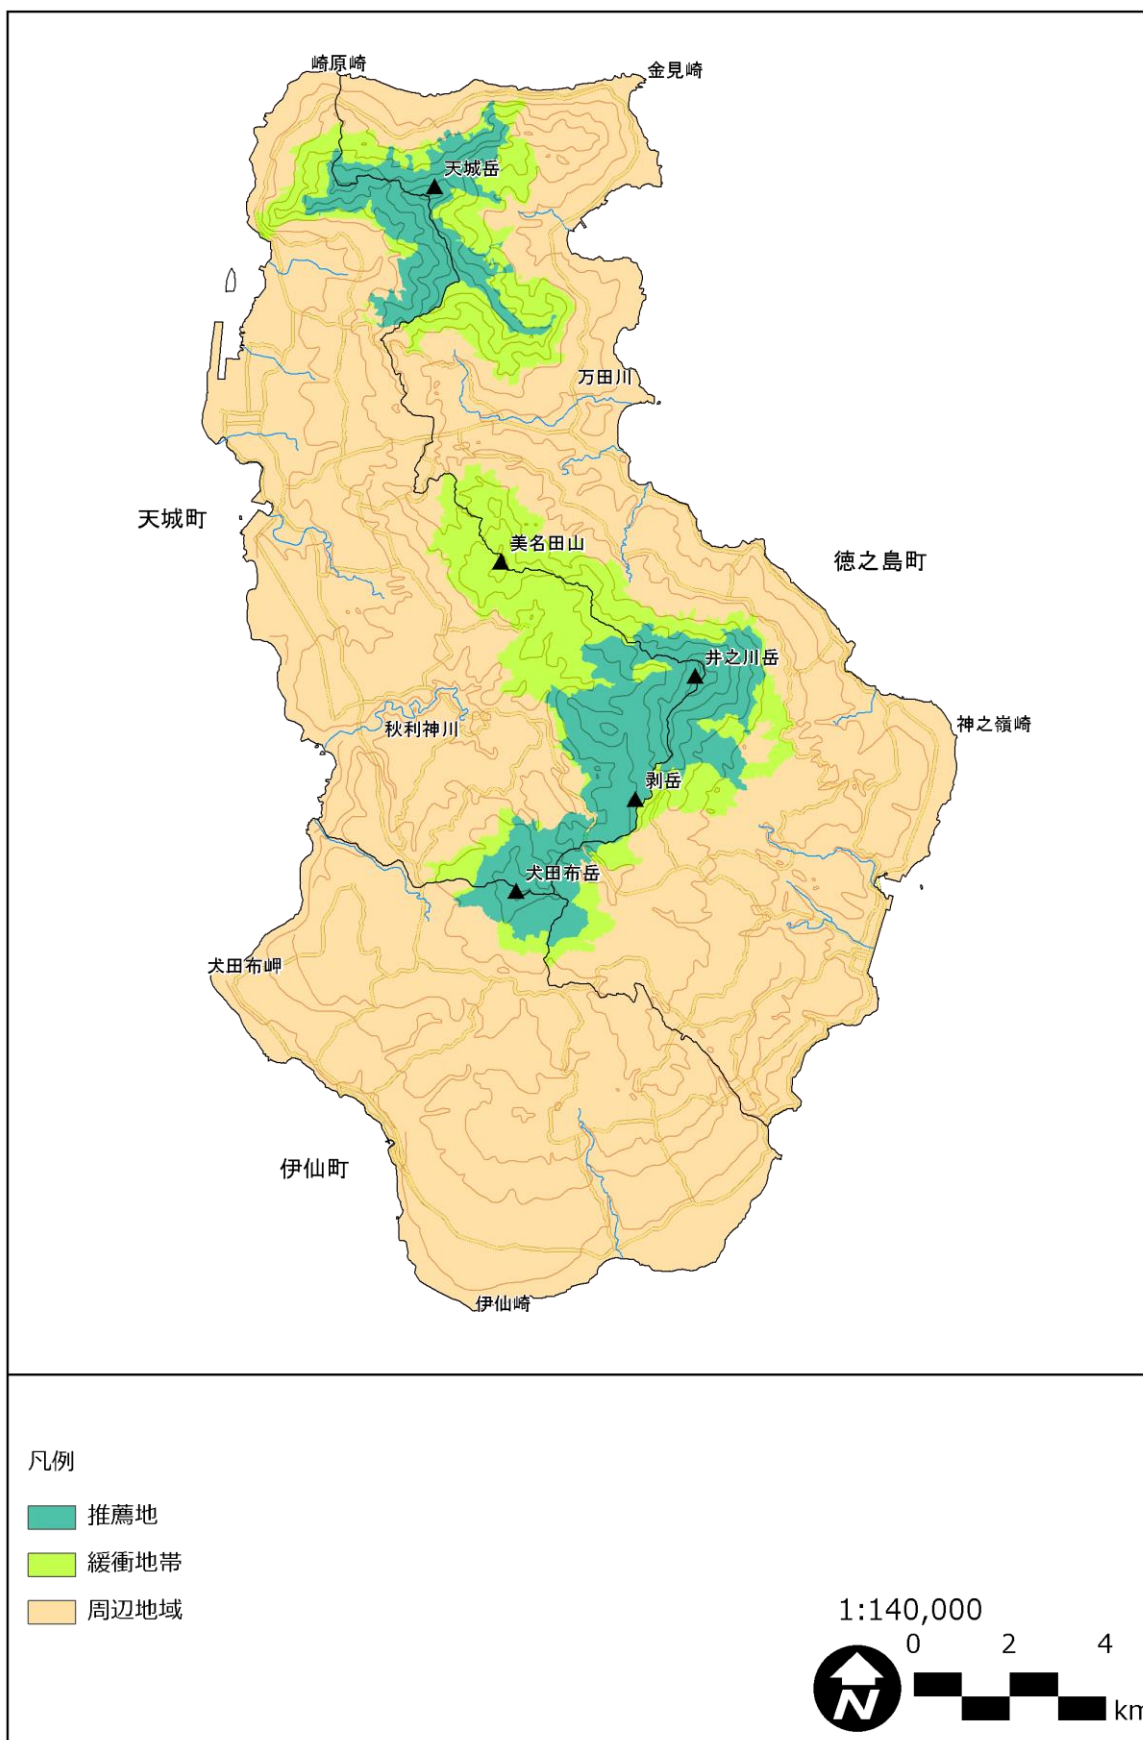 崎原崎
金見崎
天城岳
万田川
天城町
美名田山
徳之島町
井之川岳
神之嶺崎
秋利神川
剥岳
犬田布岳
犬田布岬
伊仙町
伊仙崎
凡例
推薦地
緩衝地帯
周辺地域
1:140,000
0 2 4
km
N